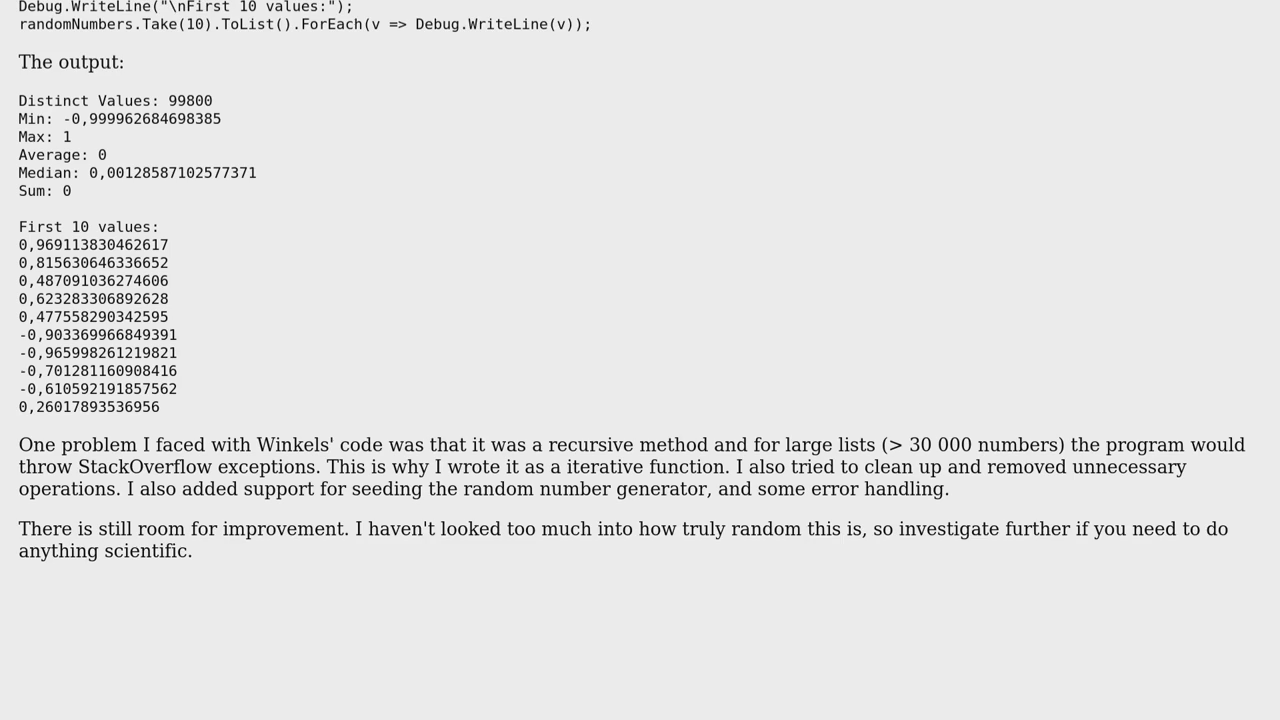 Debug.WriteLine("\nFirst 10 values:");
randomNumbers.Take(10).ToList().ForEach(v => Debug.WriteLine(v));
The output:
Distinct Values: 99800
Min: -0,999962684698385
Max: 1
Average: 0
Median: 0,00128587102577371
Sum: 0
First 10 values:
0,969113830462617
0,815630646336652
0,487091036274606
0,623283306892628
0,477558290342595
-0,903369966849391
-0,965998261219821
-0,701281160908416
-0,610592191857562
0,26017893536956
One problem I faced with Winkels' code was that it was a recursive method and for large lists (> 30 000 numbers) the program would
throw StackOverflow exceptions. This is why I wrote it as a iterative function. I also tried to clean up and removed unnecessary
operations. I also added support for seeding the random number generator, and some error handling.
There is still room for improvement. I haven't looked too much into how truly random this is, so investigate further if you need to do
anything scientific.